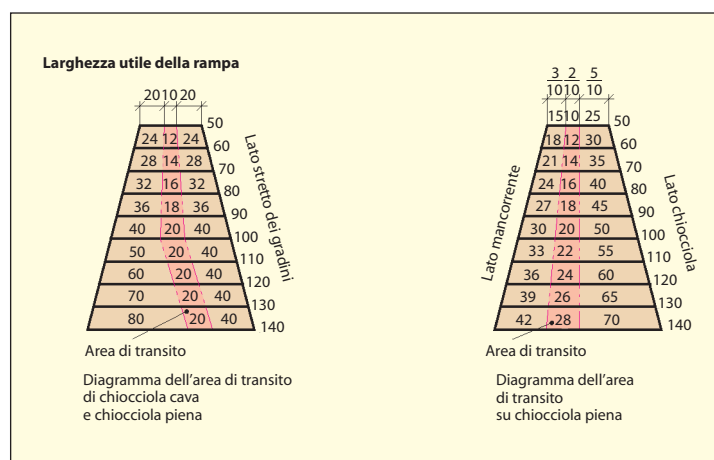 Larghezza utile della rampa
20 10 20
50
24 12 24
60
28 14 28
70
32 16 32
80
36 18 36
90
40 20 40
100
50 20 40
110
60 20 40
120
70 20 40
130
80 20 40
140
Lato stretto dei gradini
Area di transito
Diagramma dell'area di transito
di chiocciola cava
e chiocciola piena
3/10 2/10 5/10
15 10 25
50
18 12 30
60
21 14 35
70
24 16 40
80
27 18 45
90
30 20 50
100
33 22 55
110
36 24 60
120
39 26 65
130
42 28 70
140
Lato mancorrente
Lato chiocciola
Area di transito
Diagramma dell'area
di transito
su chiocciola piena